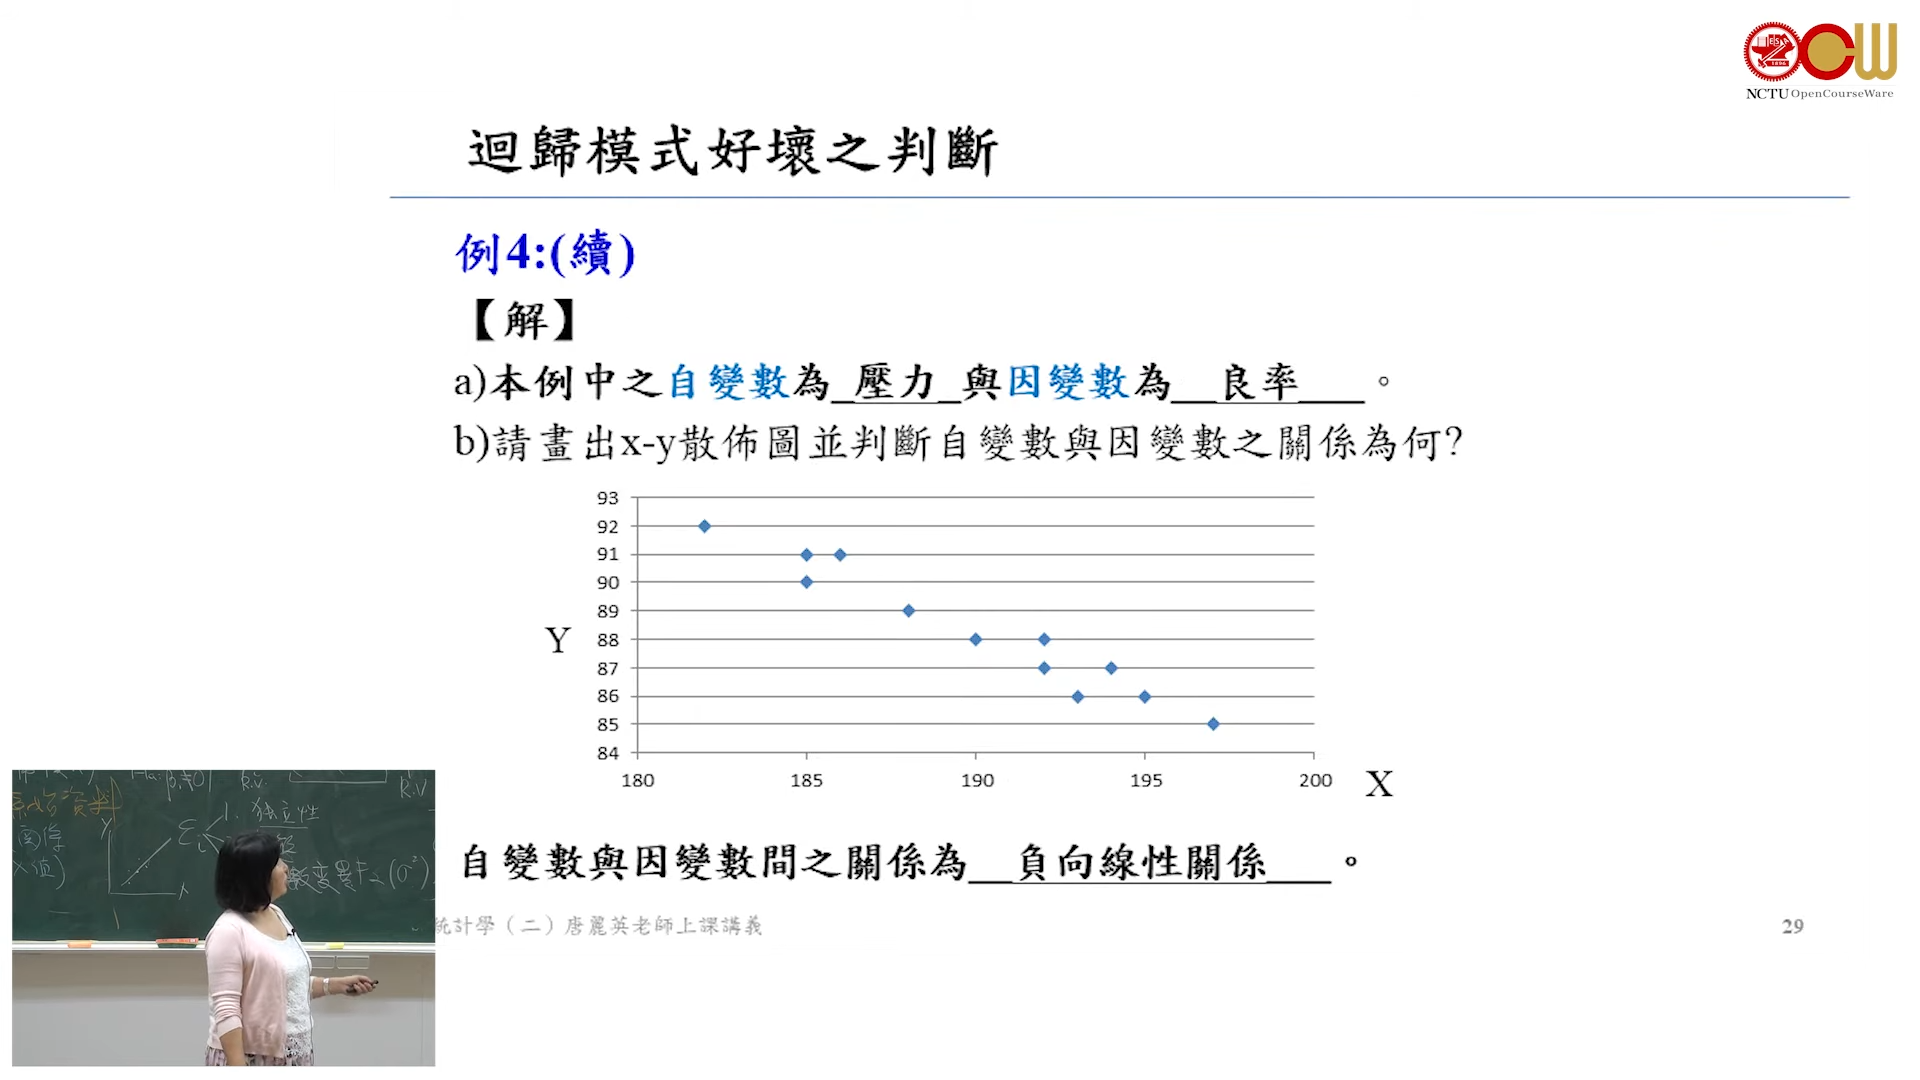 NCTU OpenCourseWare
迴歸模式好壞之判斷
例4:(續)
【解】
a)本例中之自變數為_壓力_與因變數為__良率___。
b)請畫出x-y散佈圖並判斷自變數與因變數之關係為何?
93
92
91
90
89
88
87
86
85
84
Y
180 185 190 195 200
X
自變數與因變數間之關係為__負向線性關係___。
統計學（二）唐麗英老師上課講義
29
1. 独立性